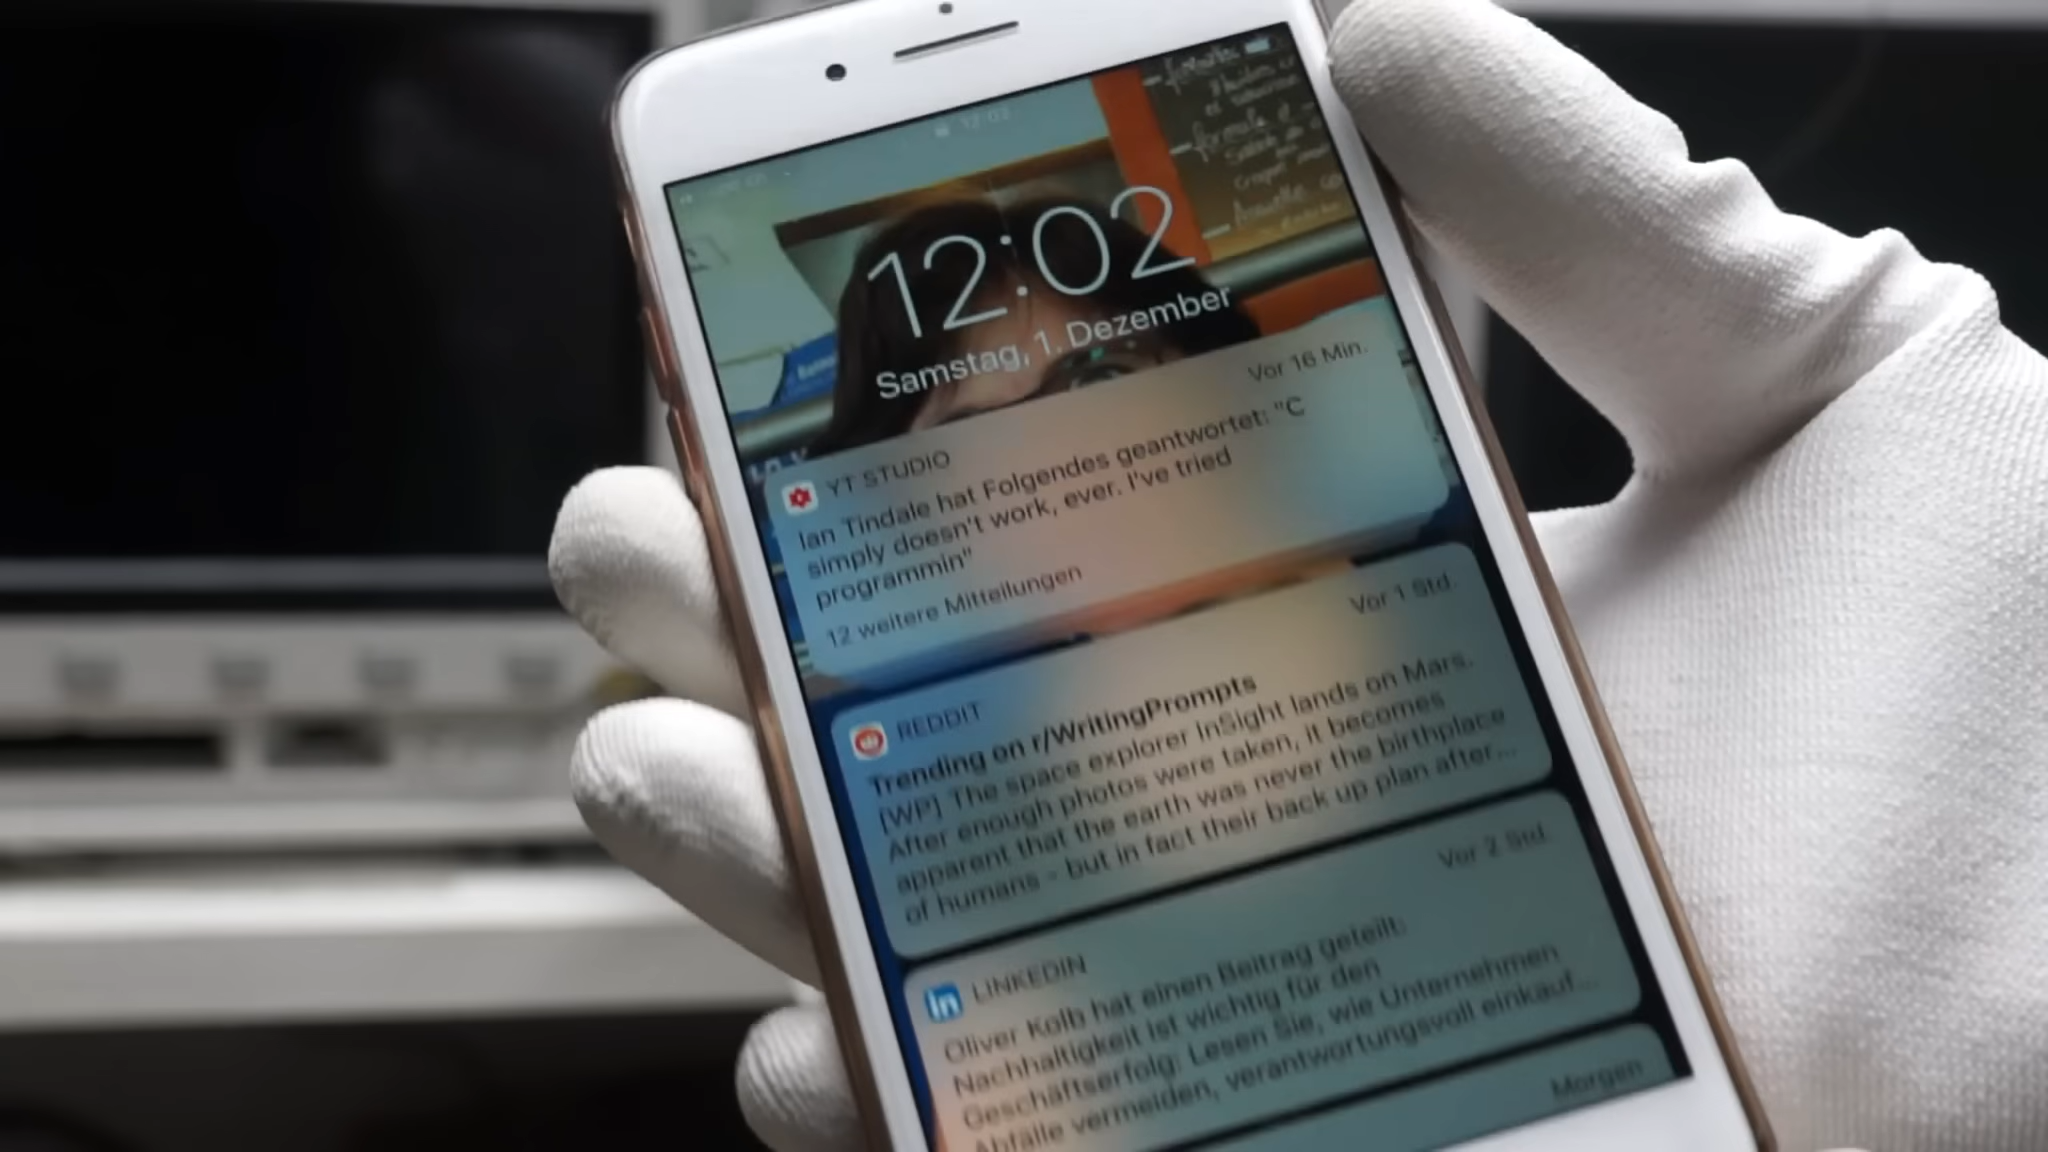 12:02
12:02
Samstag, 1. Dezember
YT STUDIO
Vor 16 Min.
Ian Tindale hat Folgendes geantwortet: "C
simply doesn't work, ever. I've tried
programmin"
12 weitere Mitteilungen
REDDIT
Vor 1 Std.
Trending on r/WritingPrompts
[WP] The space explorer InSight lands on Mars.
After enough photos were taken, it becomes
apparent that the earth was never the birthplace
of humans - but in fact their back up plan after...
LINKEDIN
Vor 2 Std.
Oliver Kolb hat einen Beitrag geteilt:
Nachhaltigkeit ist wichtig für den
Geschäftserfolg: Lesen Sie, wie Unternehmen
Abfälle vermeiden, verantwortungsvoll einkauf...
Morgen